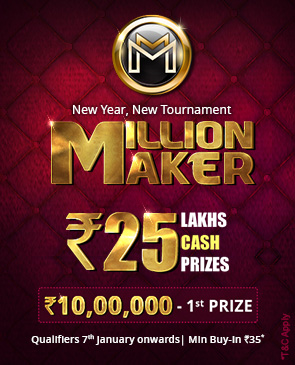 M
New Year, New Tournament
MILLION
MAKER
₹25 LAKHS
CASH
PRIZES
₹10,00,000 - 1st PRIZE
Qualifiers 7th January onwards| Min Buy-In ₹35*
*T&C Apply